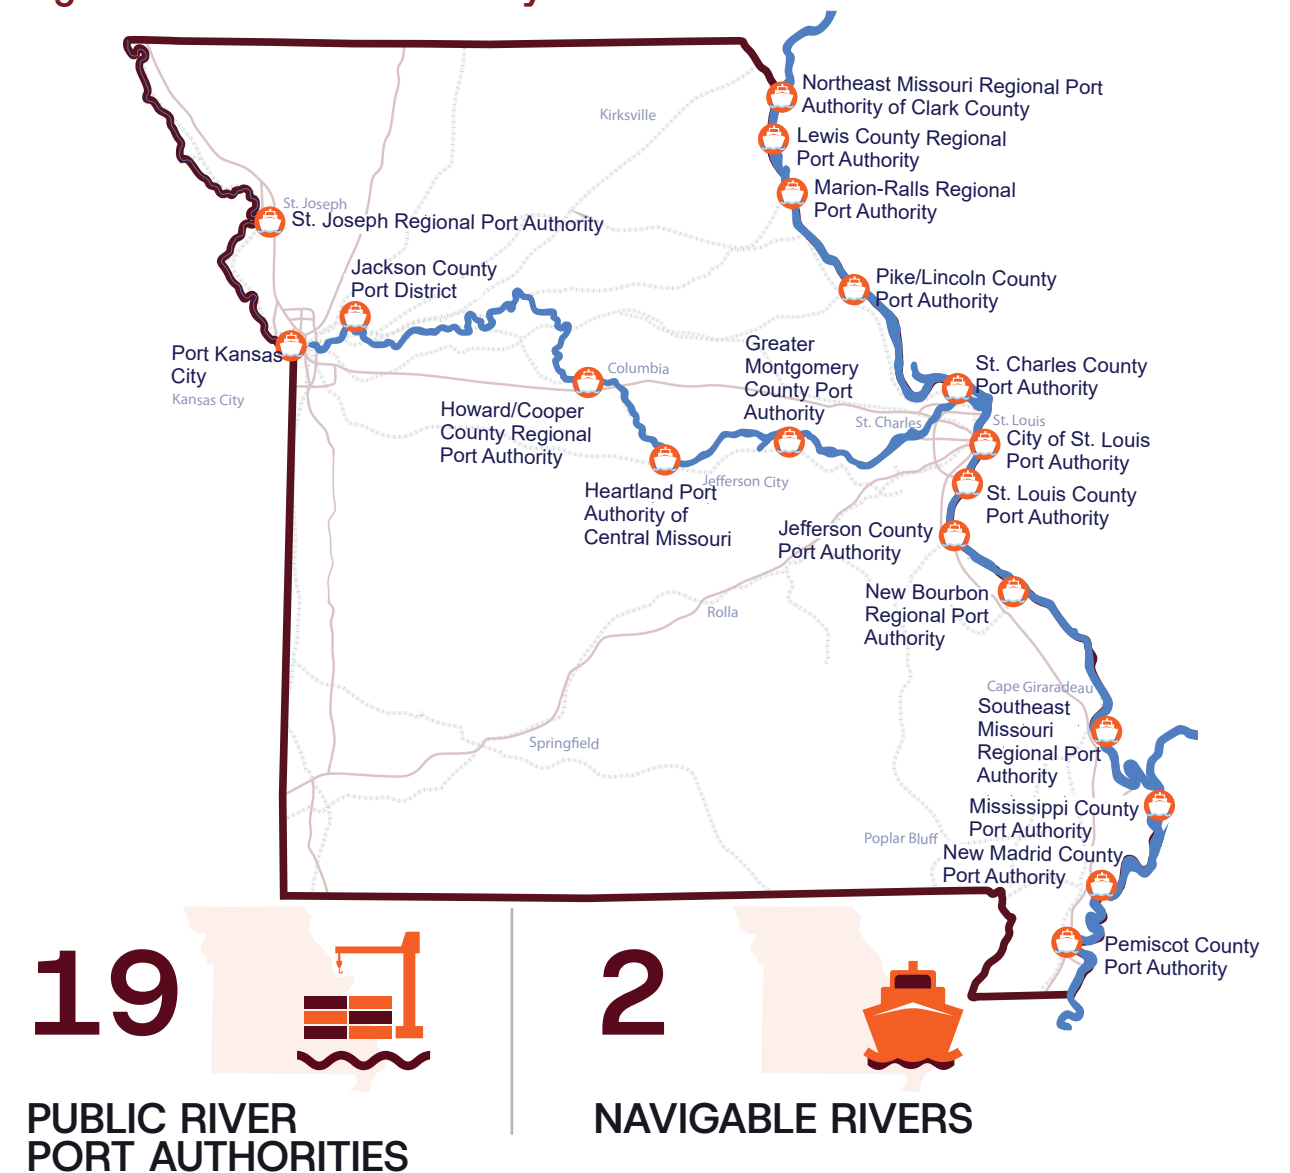 Northeast Missouri Regional Port
Authority of Clark County
Kirksville
Lewis County Regional
Port Authority
Marion-Ralls Regional
Port Authority
St. Joseph
St. Joseph Regional Port Authority
Jackson County
Port District
Pike/Lincoln County
Port Authority
Port Kansas
City
Kansas City
Greater
Montgomery
County Port
Authority
Columbia
St. Charles County
Port Authority
Howard/Cooper
County Regional
Port Authority
St. Charles
St. Louis
City of St. Louis
Port Authority
Heartland Port
Authority of
Central Missouri
Jefferson City
St. Louis County
Port Authority
Jefferson County
Port Authority
New Bourbon
Regional Port
Authority
Rolla
Cape Giraradeau
Southeast
Missouri
Regional Port
Authority
Springfield
Mississippi County
Port Authority
Poplar Bluff
New Madrid County
Port Authority
Pemiscot County
Port Authority
19
PUBLIC RIVER
PORT AUTHORITIES
2
NAVIGABLE RIVERS